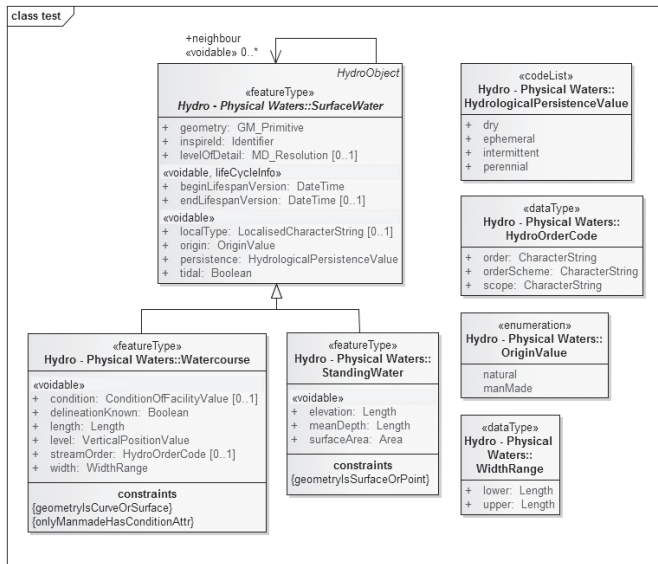 class test
+neighbour
«voidable» 0..*
HydroObject
«featureType»
Hydro - Physical Waters::SurfaceWater
+ geometry: GM_Primitive
+ inspireId: Identifier
+ levelOfDetail: MD_Resolution [0..1]
«voidable, lifeCycleInfo»
+ beginLifespanVersion: DateTime
+ endLifespanVersion: DateTime [0..1]
«voidable»
+ localType: LocalisedCharacterString [0..1]
+ origin: OriginValue
+ persistence: HydrologicalPersistenceValue
+ tidal: Boolean
«featureType»
Hydro - Physical Waters::Watercourse
«voidable»
+ condition: ConditionOfFacilityValue [0..1]
+ delineationKnown: Boolean
+ length: Length
+ level: VerticalPositionValue
+ streamOrder: HydroOrderCode [0..1]
+ width: WidthRange
constraints
{geometryIsCurveOrSurface}
{onlyManmadeHasConditionAttr}
«featureType»
Hydro - Physical Waters::
StandingWater
«voidable»
+ elevation: Length
+ meanDepth: Length
+ surfaceArea: Area
constraints
{geometryIsSurfaceOrPoint}
«codeList»
Hydro - Physical Waters::
HydrologicalPersistenceValue
+ dry
+ ephemeral
+ intermittent
+ perennial
«dataType»
Hydro - Physical Waters::
HydroOrderCode
+ order: CharacterString
+ orderScheme: CharacterString
+ scope: CharacterString
«enumeration»
Hydro - Physical Waters::
OriginValue
natural
manMade
«dataType»
Hydro - Physical
Waters::
WidthRange
+ lower: Length
+ upper: Length